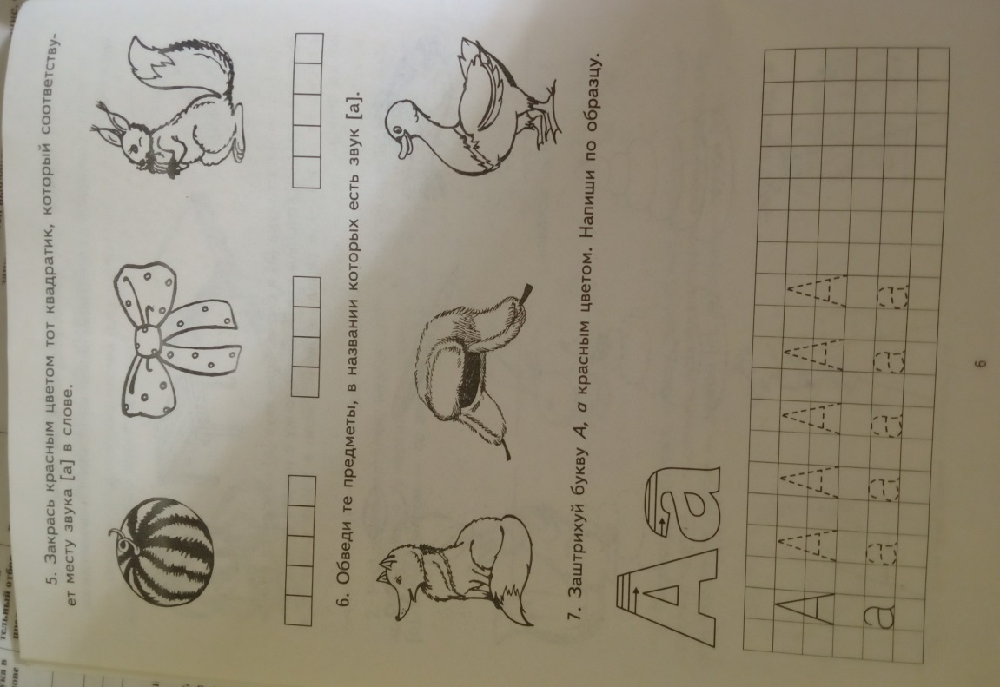 5. Закрась красным цветом тот квадратик, который соответству-
ет месту звука [а] в слове.
6. Обведи те предметы, в названии которых есть звук [а].
7. Заштрихуй букву А, а красным цветом. Напиши по образцу.
А а
А А А А А А
а а а а а а
6